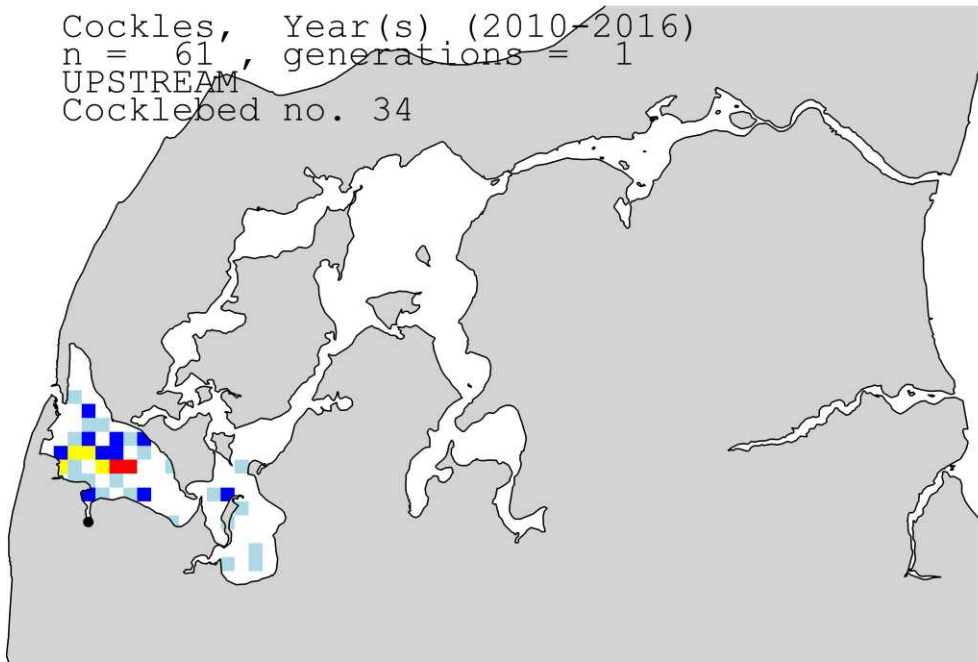 Cockles, Year(s) (2010-2016)
n = 61 , generations = 1
UPSTREAM
Cocklebed no. 34